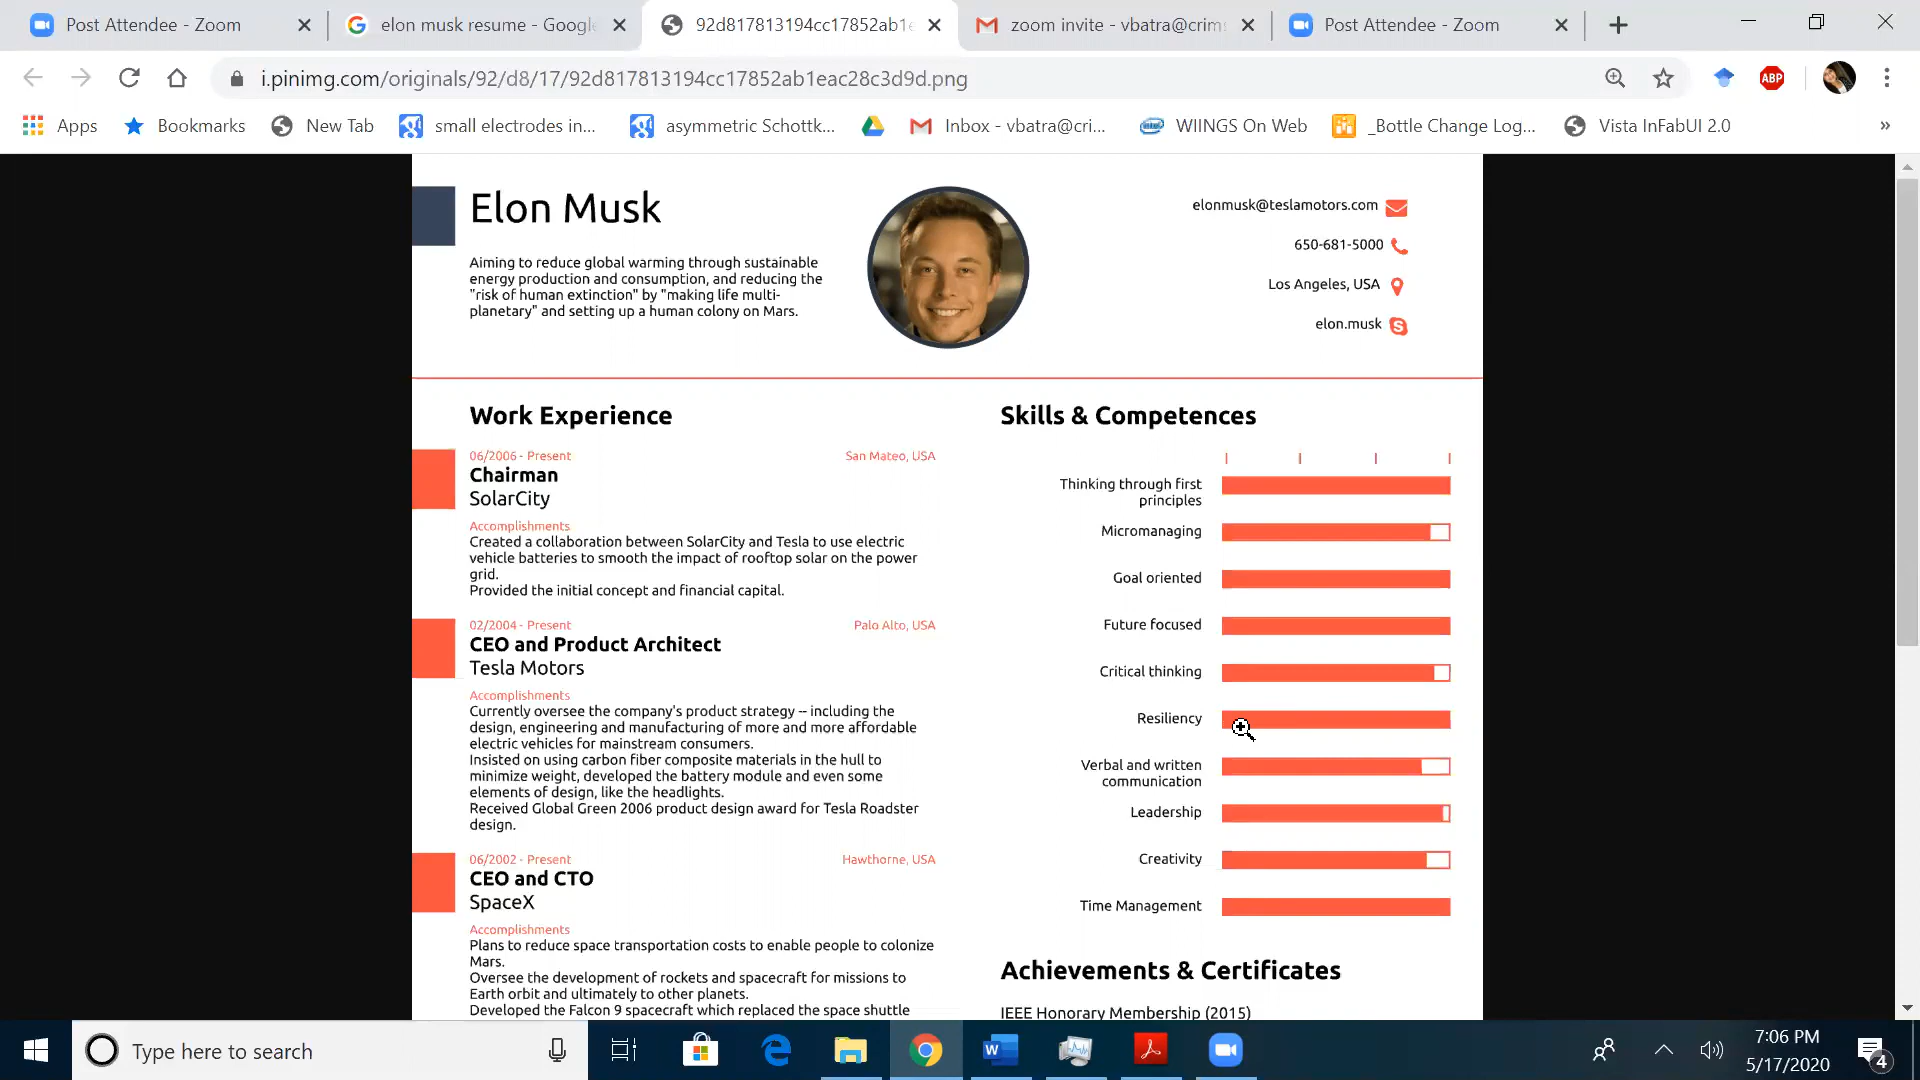 Post Attendee - Zoom
elon musk resume - Google
92d817813194cc17852ab1e
zoom invite - vbatra@crims
Post Attendee - Zoom
i.pinimg.com/originals/92/d8/17/92d817813194cc17852ab1eac28c3d9d.png
ABP
Apps
Bookmarks
New Tab
small electrodes in...
asymmetric Schottk...
Inbox - vbatra@cri...
WIINGS On Web
_Bottle Change Log...
Vista InFabUI 2.0
»
Elon Musk
Aiming to reduce global warming through sustainable
energy production and consumption, and reducing the
"risk of human extinction" by "making life multi-
planetary" and setting up a human colony on Mars.
elonmusk@teslamotors.com
650-681-5000
Los Angeles, USA
elon.musk
Work Experience
06/2006 - Present San Mateo, USA
Chairman
SolarCity
Accomplishments
Created a collaboration between SolarCity and Tesla to use electric
vehicle batteries to smooth the impact of rooftop solar on the power
grid.
Provided the initial concept and financial capital.
02/2004 - Present Palo Alto, USA
CEO and Product Architect
Tesla Motors
Accomplishments
Currently oversee the company's product strategy -- including the
design, engineering and manufacturing of more and more affordable
electric vehicles for mainstream consumers.
Insisted on using carbon fiber composite materials in the hull to
minimize weight, developed the battery module and even some
elements of design, like the headlights.
Received Global Green 2006 product design award for Tesla Roadster
design.
06/2002 - Present Hawthorne, USA
CEO and CTO
SpaceX
Accomplishments
Plans to reduce space transportation costs to enable people to colonize
Mars.
Oversee the development of rockets and spacecraft for missions to
Earth orbit and ultimately to other planets.
Developed the Falcon 9 spacecraft which replaced the space shuttle
Skills & Competences
Thinking through first
principles
Micromanaging
Goal oriented
Future focused
Critical thinking
Resiliency
Verbal and written
communication
Leadership
Creativity
Time Management
Achievements & Certificates
IEEE Honorary Membership (2015)
Type here to search
7:06 PM
5/17/2020
4